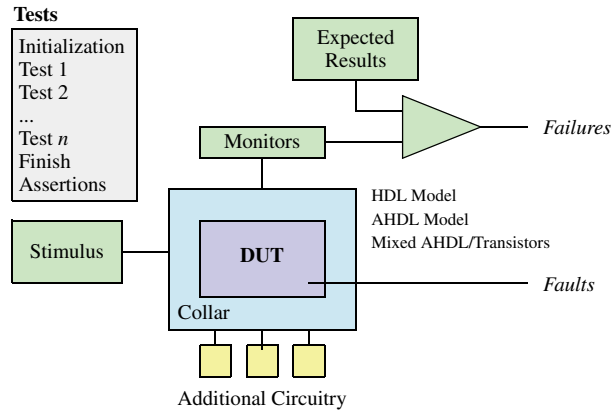 Tests
Initialization
Test 1
Test 2
...
Test n
Finish
Assertions
Expected
Results
Monitors
Failures
HDL Model
AHDL Model
Mixed AHDL/Transistors
Stimulus
DUT
Faults
Collar
Additional Circuitry